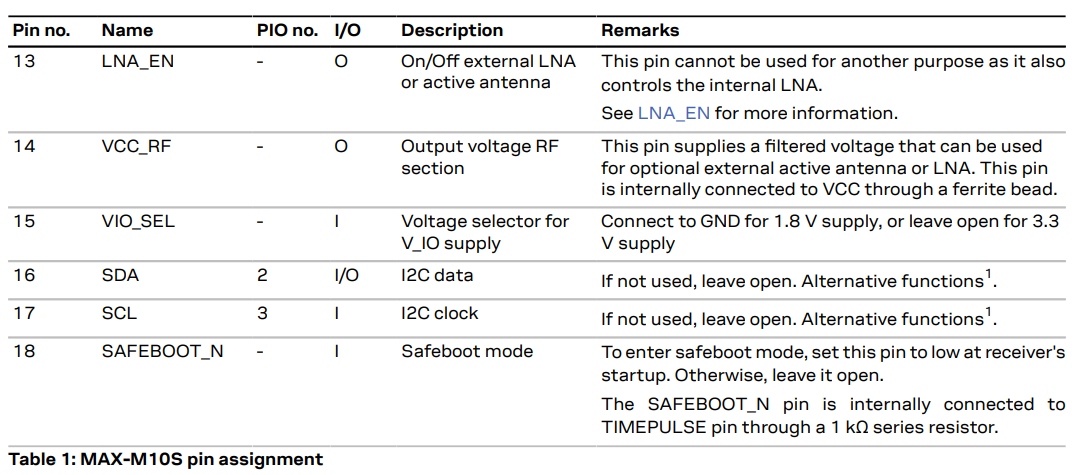 Pin no. Name PIO no. I/O Description Remarks
13 LNA_EN - O On/Off external LNA This pin cannot be used for another purpose as it also
or active antenna controls the internal LNA.
See LNA_EN for more information.
14 VCC_RF - O Output voltage RF This pin supplies a filtered voltage that can be used
section for optional external active antenna or LNA. This pin
is internally connected to VCC through a ferrite bead.
15 VIO_SEL - I Voltage selector for Connect to GND for 1.8 V supply, or leave open for 3.3
V_IO supply V supply
16 SDA 2 I/O I2C data If not used, leave open. Alternative functions1.
17 SCL 3 I I2C clock If not used, leave open. Alternative functions1.
18 SAFEBOOT_N - I Safeboot mode To enter safeboot mode, set this pin to low at receiver's
startup. Otherwise, leave it open.
The SAFEBOOT_N pin is internally connected to
TIMEPULSE pin through a 1 kΩ series resistor.
Table 1: MAX-M10S pin assignment